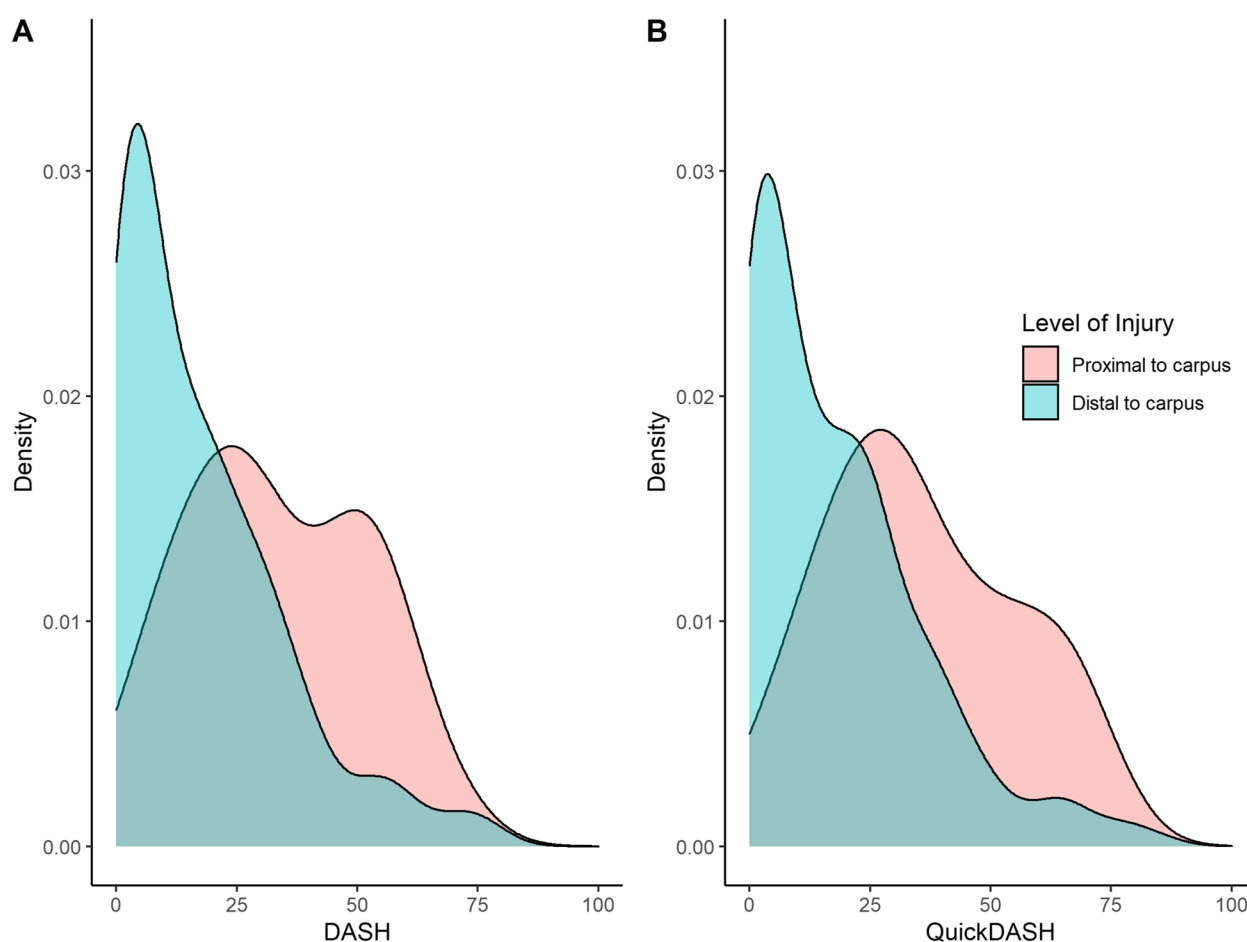 A
B
0.03
0.02
0.01
0.00
Density
0
25
50
75
100
DASH
0.03
0.02
0.01
0.00
Density
0
25
50
75
100
QuickDASH
Level of Injury
Proximal to carpus
Distal to carpus